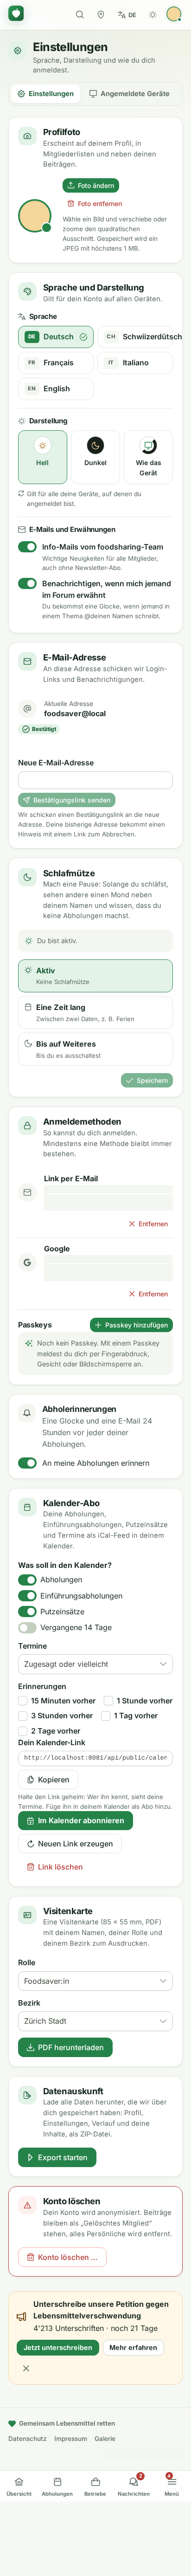 DE
Einstellungen
Sprache, Darstellung und wie du dich
anmeldest.
Einstellungen
Angemeldete Geräte
Profilfoto
Erscheint auf deinem Profil, in
Mitgliederlisten und neben deinen
Beiträgen.
Foto ändern
Foto entfernen
Wähle ein Bild und verschiebe oder
zoome den quadratischen
Ausschnitt. Gespeichert wird ein
JPEG mit höchstens 1 MB.
Sprache und Darstellung
Gilt für dein Konto auf allen Geräten.
Sprache
DE Deutsch
CH Schwiizerdütsch
FR Français
IT Italiano
EN English
Darstellung
Hell
Dunkel
Wie das
Gerät
Gilt für alle deine Geräte, auf denen du
angemeldet bist.
E-Mails und Erwähnungen
Info-Mails vom foodsharing-Team
Wichtige Neuigkeiten für alle Mitglieder,
auch ohne Newsletter-Abo.
Benachrichtigen, wenn mich jemand
im Forum erwähnt
Du bekommst eine Glocke, wenn jemand in
einem Thema @deinen Namen schreibt.
E-Mail-Adresse
An diese Adresse schicken wir Login-
Links und Benachrichtigungen.
Aktuelle Adresse
foodsaver@local
Bestätigt
Neue E-Mail-Adresse
Bestätigungslink senden
Wir schicken einen Bestätigungslink an die neue
Adresse. Deine bisherige Adresse bekommt einen
Hinweis mit einem Link zum Abbrechen.
Schlafmütze
Mach eine Pause: Solange du schläfst,
sehen andere einen Mond neben
deinem Namen und wissen, dass du
keine Abholung machst.
Du bist aktiv.
Aktiv
Keine Schlafmütze
Eine Zeit lang
Zwischen zwei Daten, z. B. Ferien
Bis auf Weiteres
Bis du es ausschaltest
Speichern
Anmeldemethoden
So kannst du dich anmelden.
Mindestens eine Methode bleibt immer
bestehen.
Link per E-Mail
Entfernen
Google
Entfernen
Passkeys
Passkey hinzufügen
Noch kein Passkey. Mit einem Passkey
meldest du dich per Fingerabdruck,
Gesicht oder Bildschirmsperre an.
Abholerinnerungen
Eine Glocke und eine E-Mail 24
Stunden vor jeder deiner
Abholungen.
An meine Abholungen erinnern
Kalender-Abo
Deine Abholungen,
Einführungsabholungen, Putzeinsätze
und Termine als iCal-Feed in deinem
Kalender.
Was soll in den Kalender?
Abholungen
Einführungsabholungen
Putzeinsätze
Vergangene 14 Tage
Termine
Zugesagt oder vielleicht
Erinnerungen
15 Minuten vorher
1 Stunde vorher
3 Stunden vorher
1 Tag vorher
2 Tage vorher
Dein Kalender-Link
http://localhost:8081/api/public/calen
Kopieren
Halte den Link geheim: Wer ihn kennt, sieht deine
Termine. Füge ihn in deinem Kalender als Abo hinzu.
Im Kalender abonnieren
Neuen Link erzeugen
Link löschen
Visitenkarte
Eine Visitenkarte (85 × 55 mm, PDF)
mit deinem Namen, deiner Rolle und
deinem Bezirk zum Ausdrucken.
Rolle
Foodsaver:in
Bezirk
Zürich Stadt
PDF herunterladen
Datenauskunft
Lade alle Daten herunter, die wir über
dich gespeichert haben: Profil,
Einstellungen, Verlauf und deine
Inhalte, als ZIP-Datei.
Export starten
Konto löschen
Dein Konto wird anonymisiert. Beiträge
bleiben als „Gelöschtes Mitglied“
stehen, alles Persönliche wird entfernt.
Konto löschen ...
Unterschreibe unsere Petition gegen
Lebensmittelverschwendung
4'213 Unterschriften · noch 21 Tage
Jetzt unterschreiben
Mehr erfahren
Gemeinsam Lebensmittel retten
Datenschutz
Impressum
Galerie
2
4
Übersicht
Abholungen
Betriebe
Nachrichten
Menü